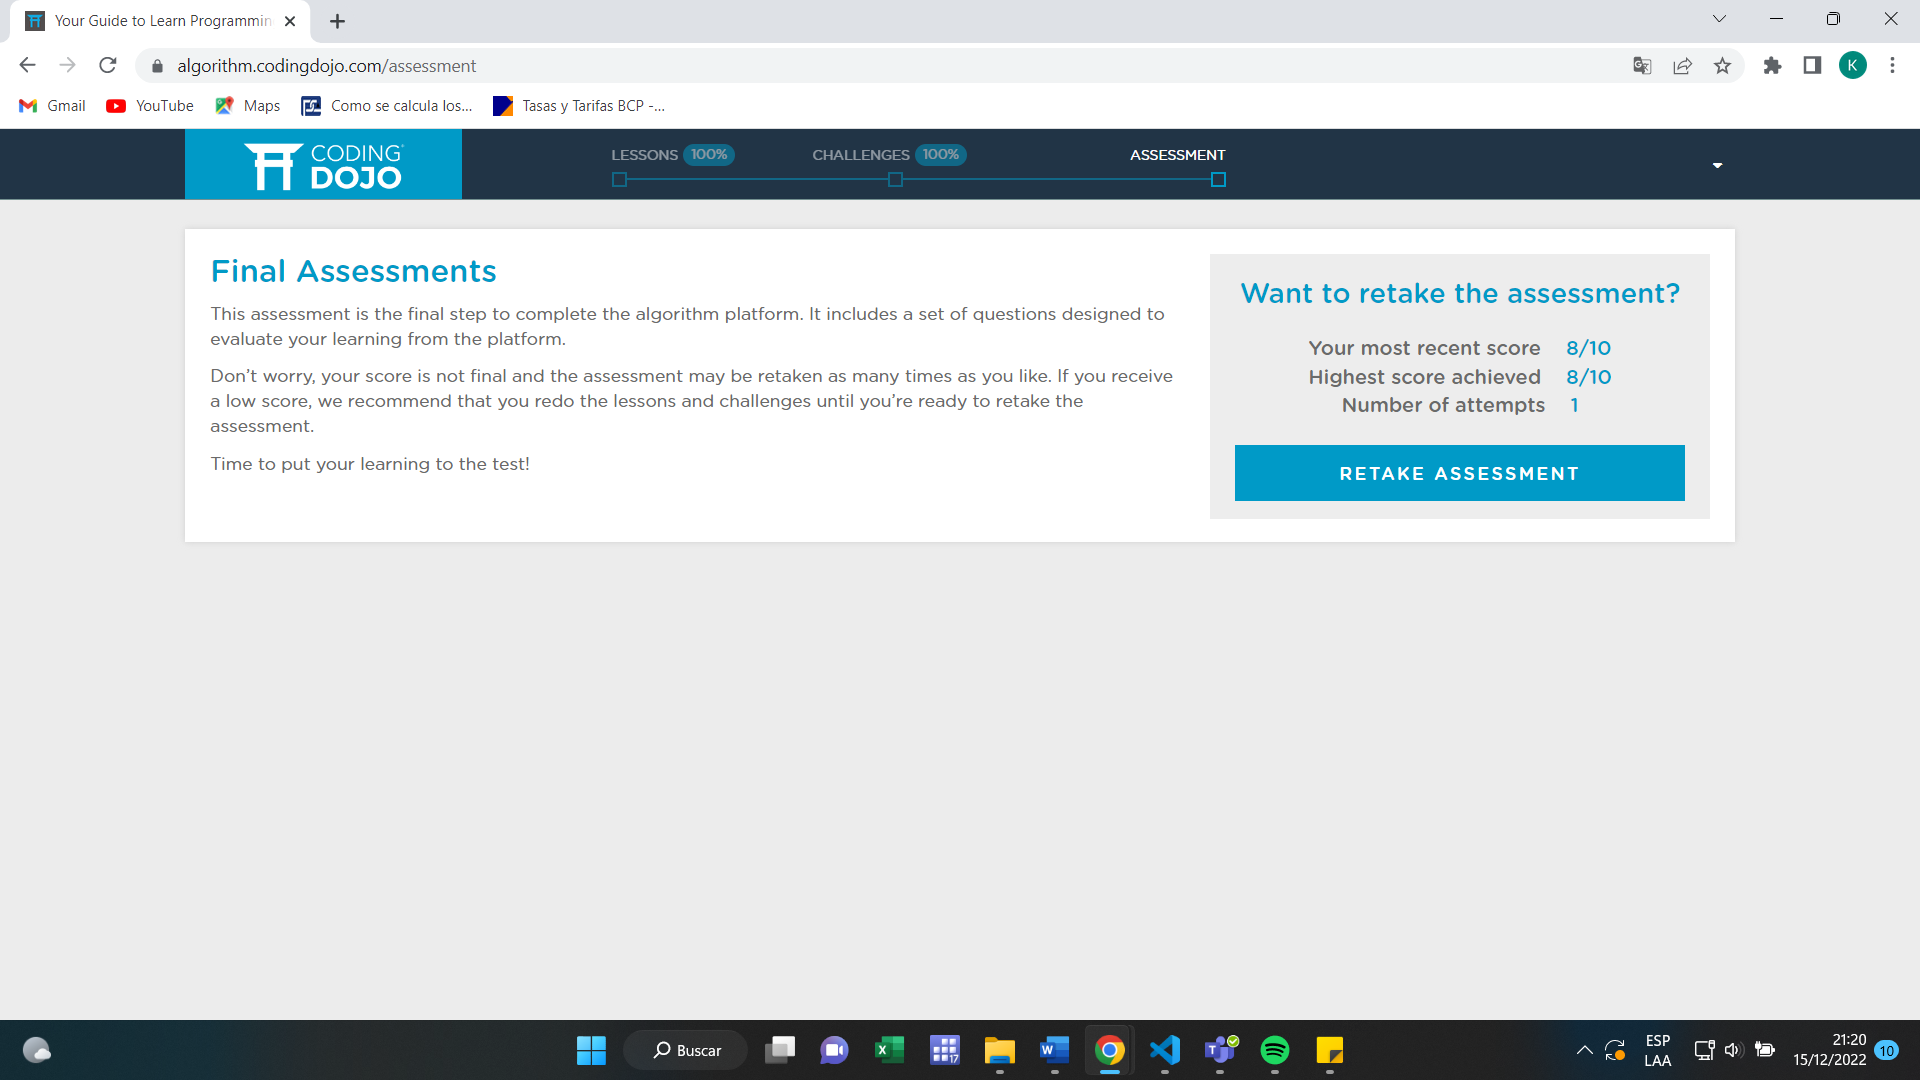 Your Guide to Learn Programmin
algorithm.codingdojo.com/assessment
K
Gmail
YouTube
Maps
Como se calcula los...
Tasas y Tarifas BCP -...
CODING
DOJO
LESSONS 100%
CHALLENGES 100%
ASSESSMENT
Final Assessments
This assessment is the final step to complete the algorithm platform. It includes a set of questions designed to
evaluate your learning from the platform.
Don't worry, your score is not final and the assessment may be retaken as many times as you like. If you receive
a low score, we recommend that you redo the lessons and challenges until you're ready to retake the
assessment.
Time to put your learning to the test!
Want to retake the assessment?
Your most recent score 8/10
Highest score achieved 8/10
Number of attempts 1
RETAKE ASSESSMENT
Buscar
17
ESP
LAA
21:20
15/12/2022
10